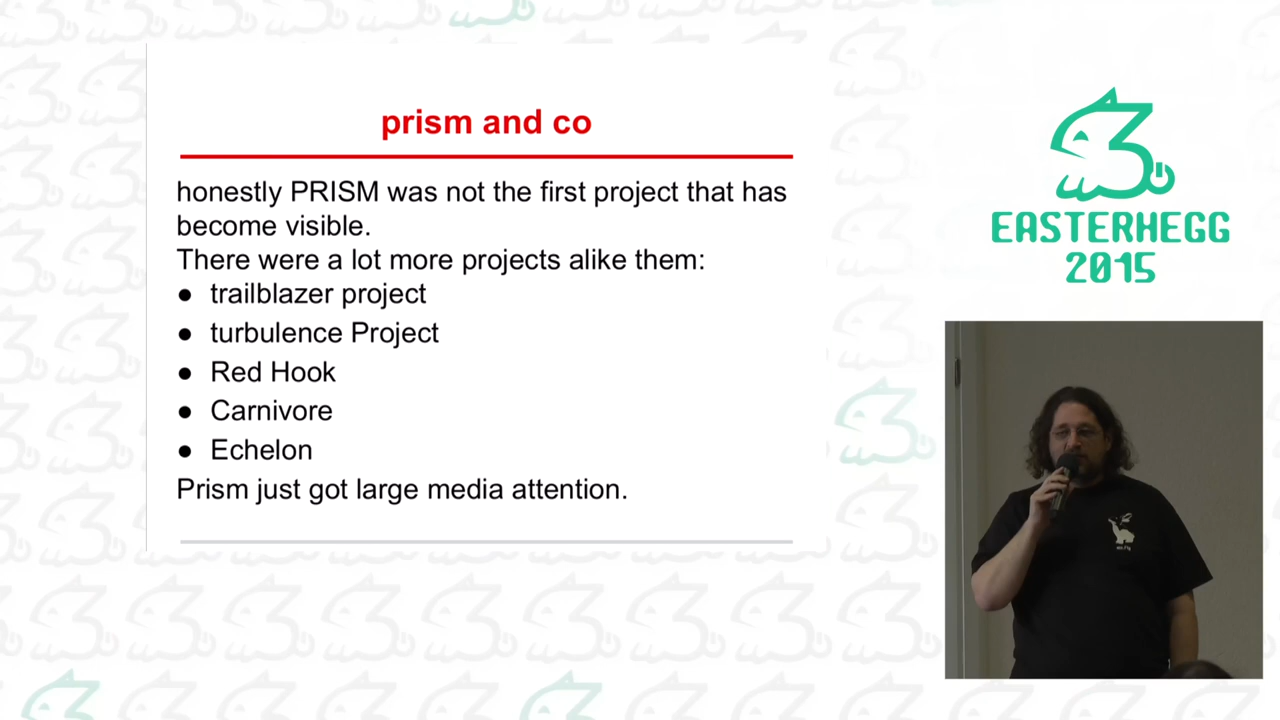 prism and co
honestly PRISM was not the first project that has
become visible.
There were a lot more projects alike them:
● trailblazer project
● turbulence Project
● Red Hook
● Carnivore
● Echelon
Prism just got large media attention.
EASTERHEGG
2015